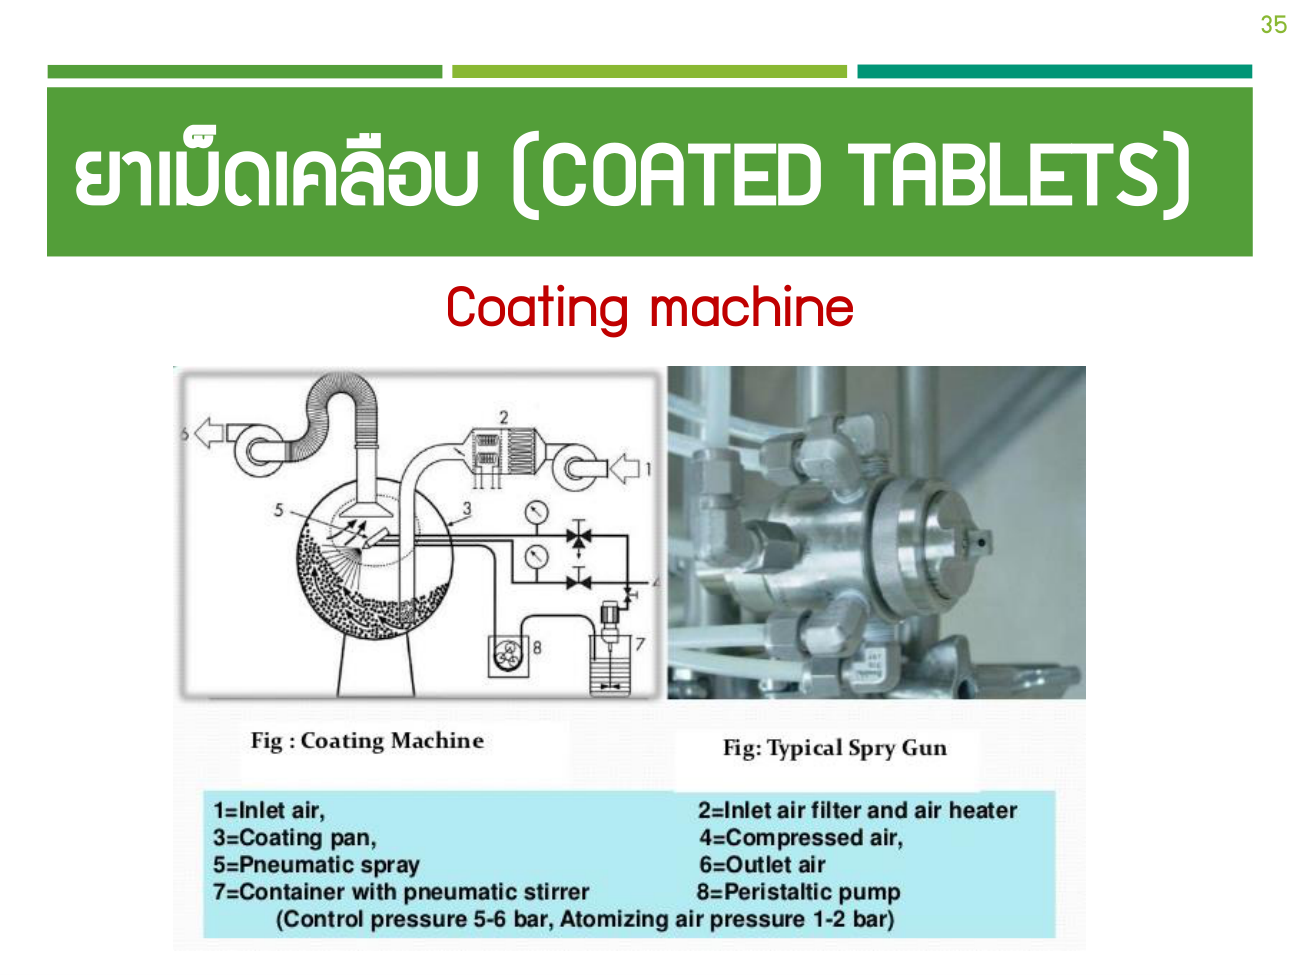 35
ยาเม็ดเคลือบ (COATED TABLETS)
Coating machine
6
2
1
5
3
4
8
7
Fig : Coating Machine
Fig: Typical Spry Gun
1=Inlet air, 2=Inlet air filter and air heater
3=Coating pan, 4=Compressed air,
5=Pneumatic spray 6=Outlet air
7=Container with pneumatic stirrer 8=Peristaltic pump
(Control pressure 5-6 bar, Atomizing air pressure 1-2 bar)